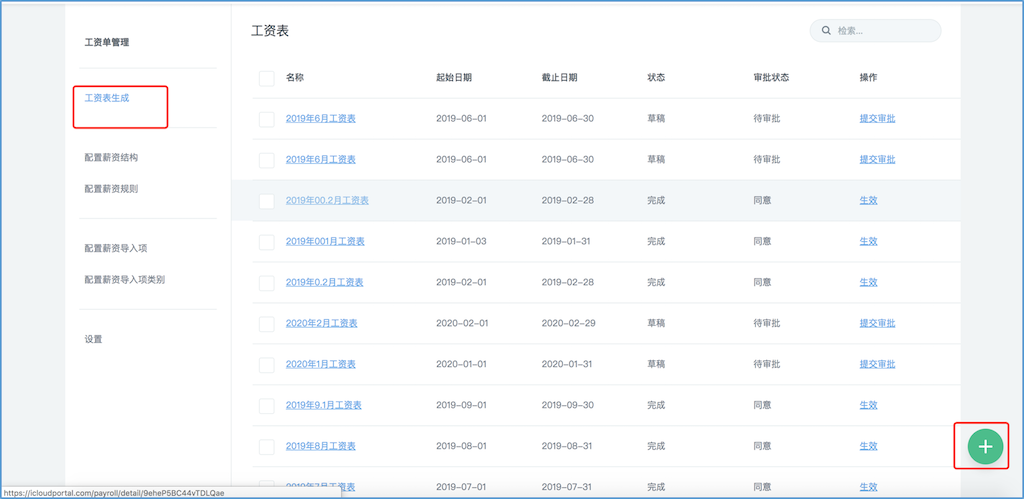 工资单管理
工资表生成
配置薪资结构
配置薪资规则
配置薪资导入项
配置薪资导入项类别
设置
工资表
检索...
名称 起始日期 截止日期 状态 审批状态 操作
2019年6月工资表 2019-06-01 2019-06-30 草稿 待审批 提交审批
2019年6月工资表 2019-06-01 2019-06-30 草稿 待审批 提交审批
2019年00.2月工资表 2019-02-01 2019-02-28 完成 同意 生效
2019年001月工资表 2019-01-03 2019-01-31 完成 同意 生效
2019年0.2月工资表 2019-02-01 2019-02-28 完成 同意 生效
2020年2月工资表 2020-02-01 2020-02-29 草稿 待审批 提交审批
2020年1月工资表 2020-01-01 2020-01-31 草稿 待审批 提交审批
2019年9.1月工资表 2019-09-01 2019-09-30 完成 同意 生效
2019年8月工资表 2019-08-01 2019-08-31 完成 同意 生效
2019年7月工资表 2019-07-01 2019-07-31 完成 同意 生效
https://icloudportal.com/payroll/detail/9eheP5BC44vTDLQae